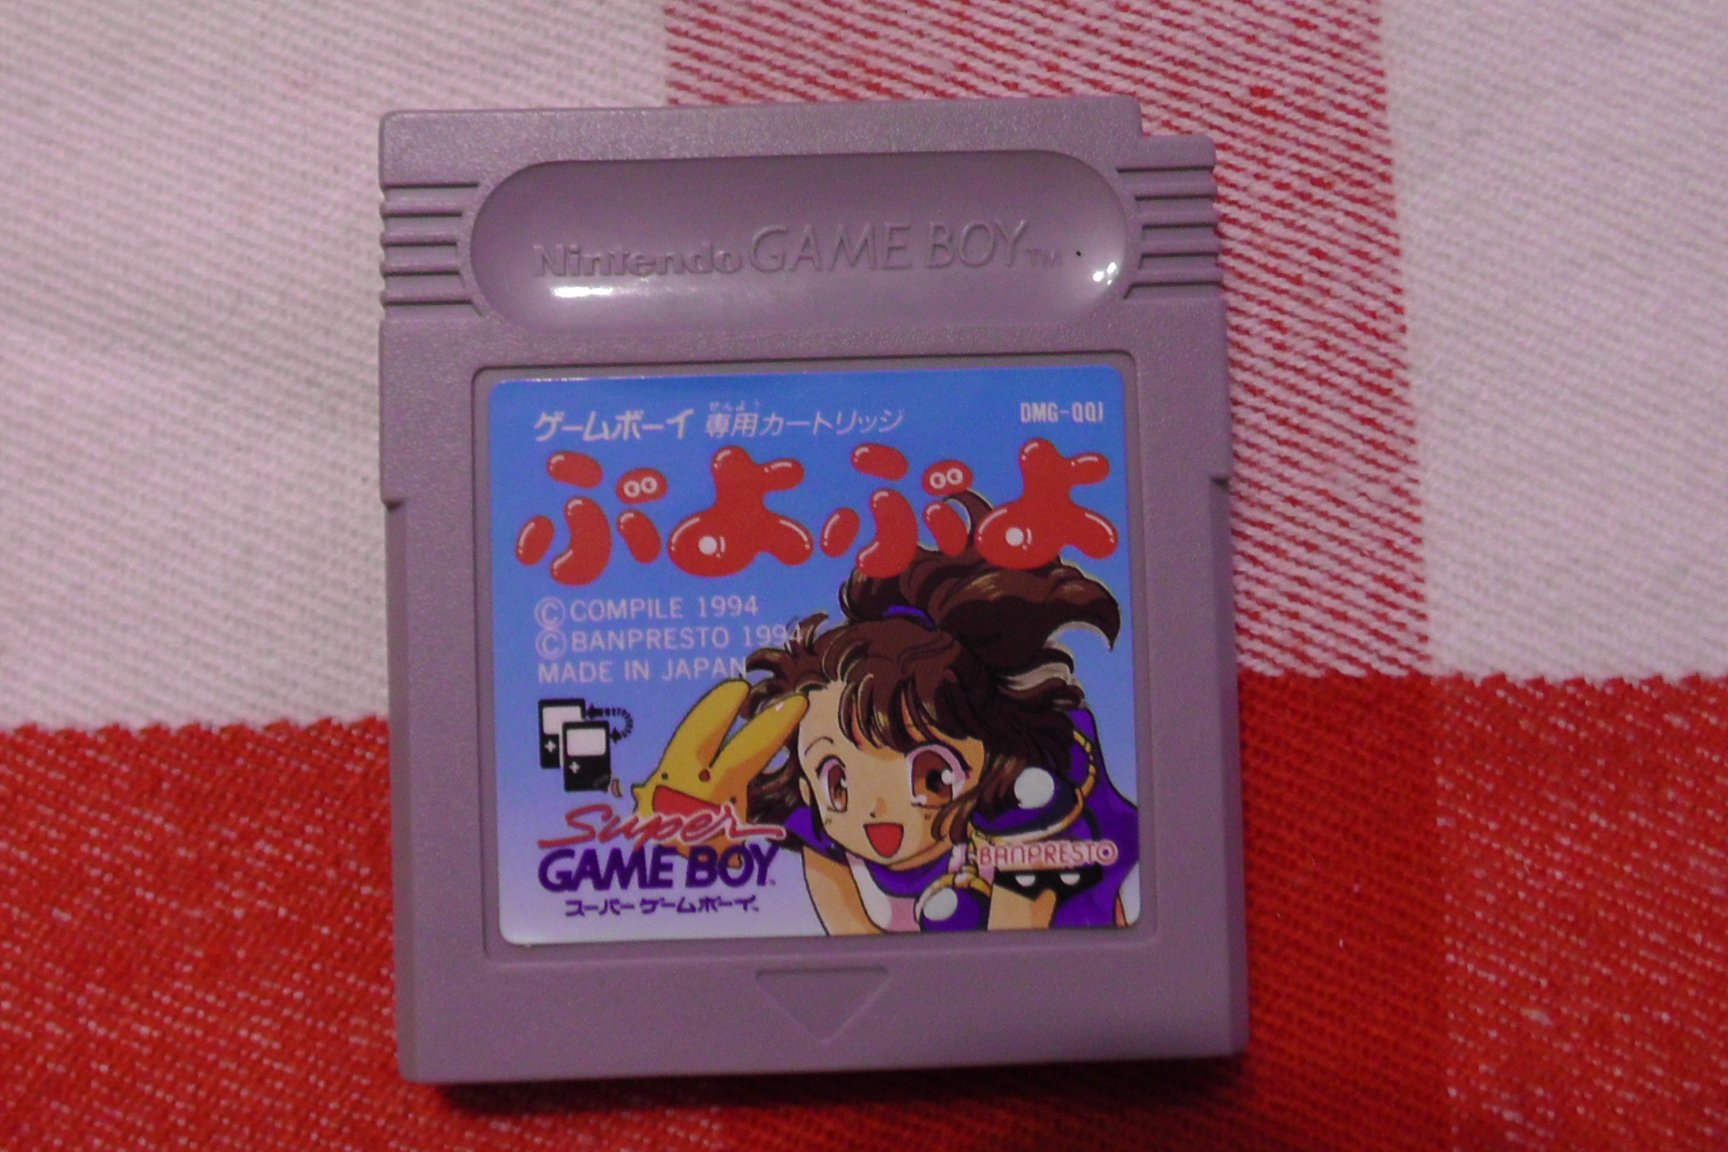 Nintendo GAME BOY™
せんよう
ゲームボーイ 専用カートリッジ
DMG-QQJ
ぷよぷよ
©COMPILE 1994
©BANPRESTO 1994
MADE IN JAPAN
Super
GAME BOY
スーパーゲームボーイ
BANPRESTO